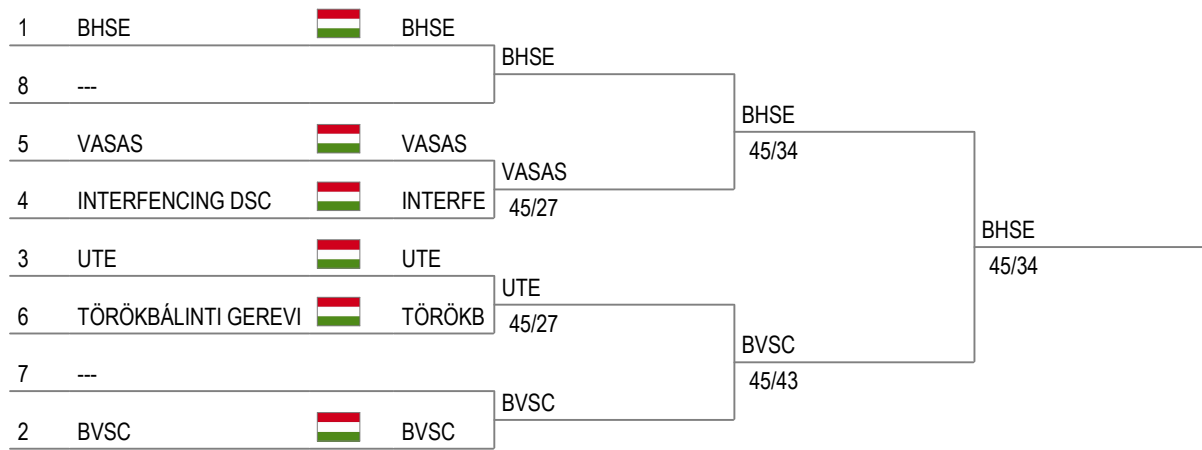 1 BHSE BHSE
BHSE
8 ---
BHSE
45/34
5 VASAS VASAS
VASAS
45/27
4 INTERFENCING DSC INTERFE
BHSE
45/34
3 UTE UTE
UTE
45/27
6 TÖRÖKBÁLINTI GEREVI TÖRÖKB
BVSC
45/43
7 ---
BVSC
2 BVSC BVSC